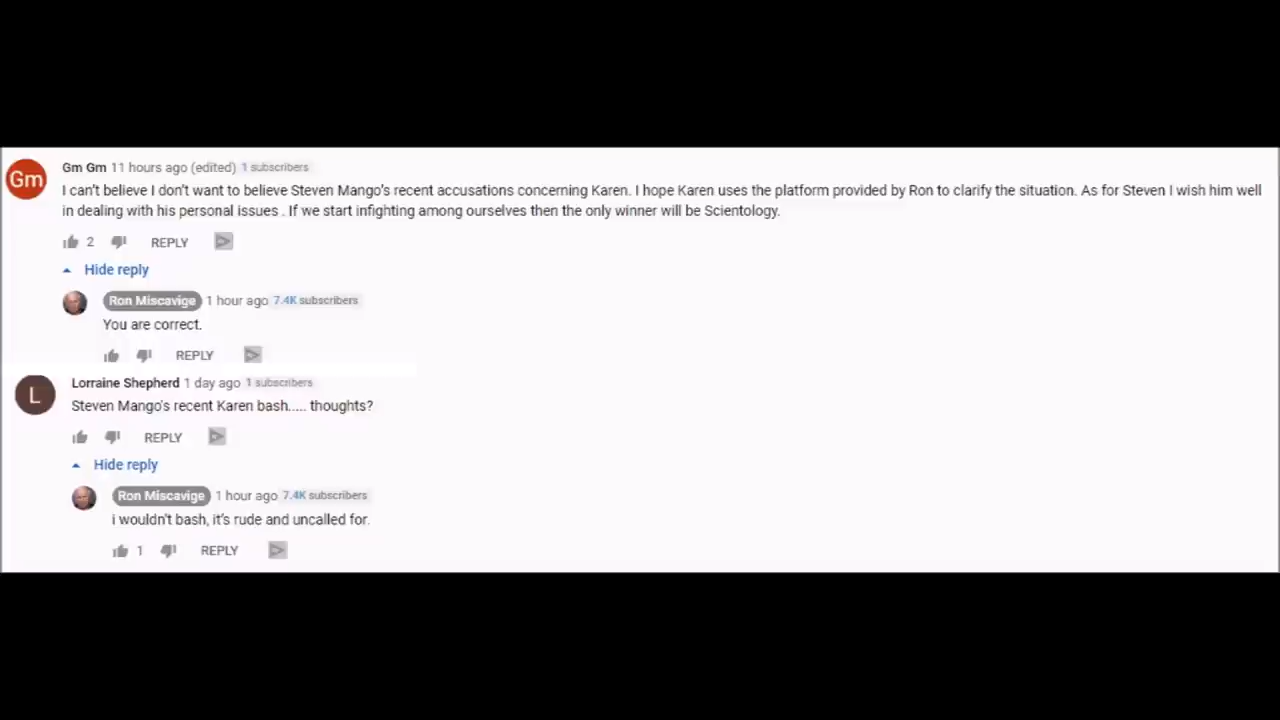 Gm
Gm Gm 11 hours ago (edited) 1 subscribers
I can't believe I don't want to believe Steven Mango's recent accusations concerning Karen. I hope Karen uses the platform provided by Ron to clarify the situation. As for Steven I wish him well
in dealing with his personal issues . If we start infighting among ourselves then the only winner will be Scientology.
2 REPLY
Hide reply
Ron Miscavige 1 hour ago 7.4K subscribers
You are correct.
REPLY
L
Lorraine Shepherd 1 day ago 1 subscribers
Steven Mango's recent Karen bash..... thoughts?
REPLY
Hide reply
Ron Miscavige 1 hour ago 7.4K subscribers
i wouldn't bash, it's rude and uncalled for.
1 REPLY